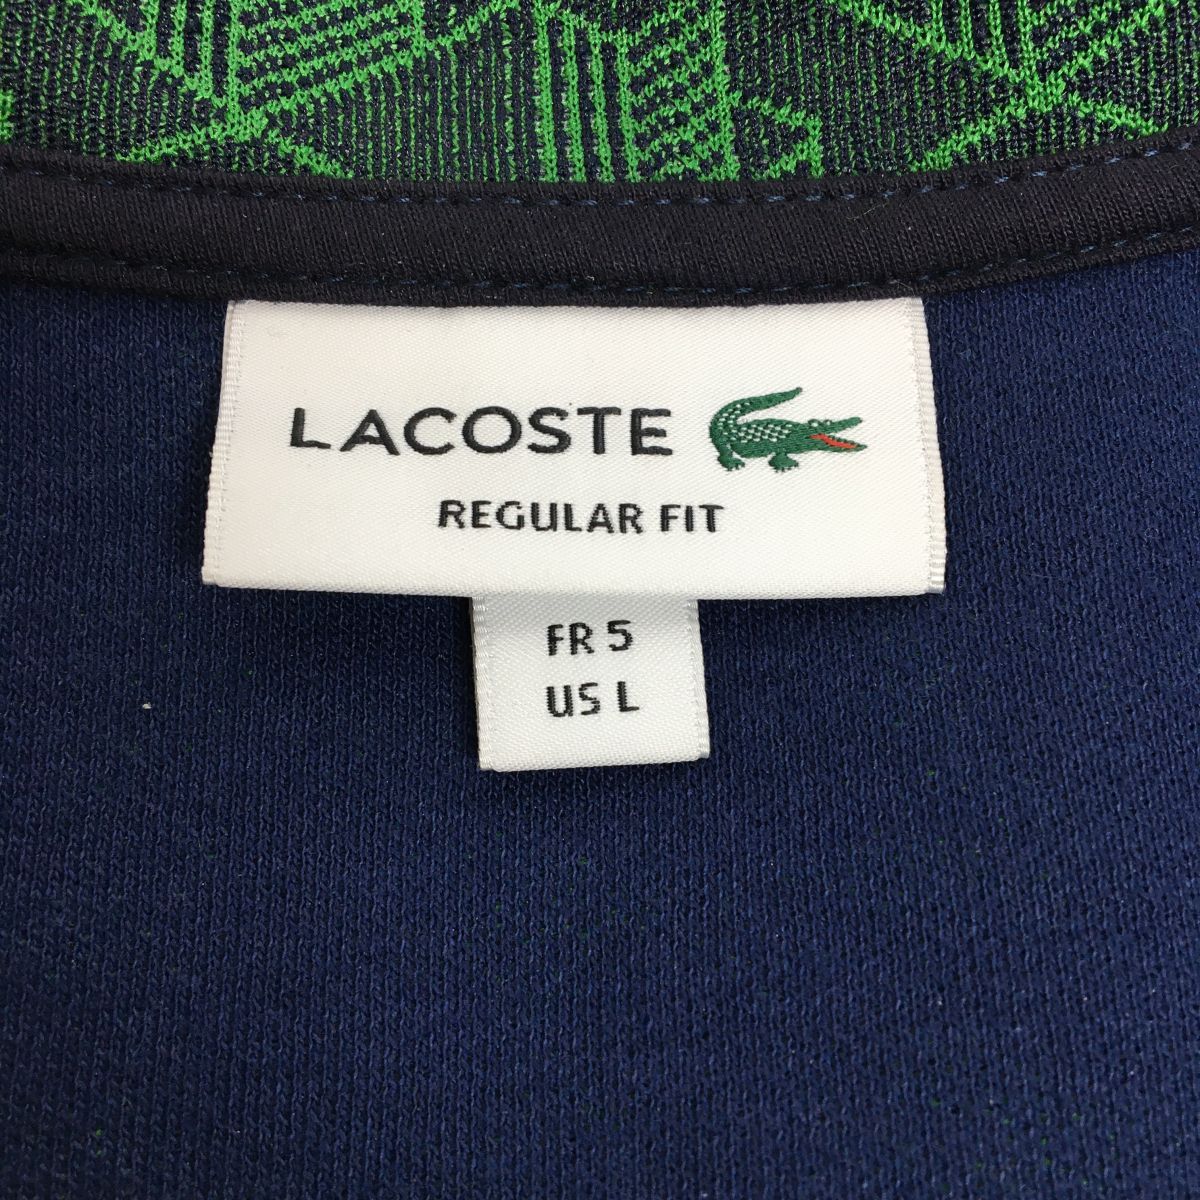 LACOSTE
REGULAR FIT
FR 5
US L